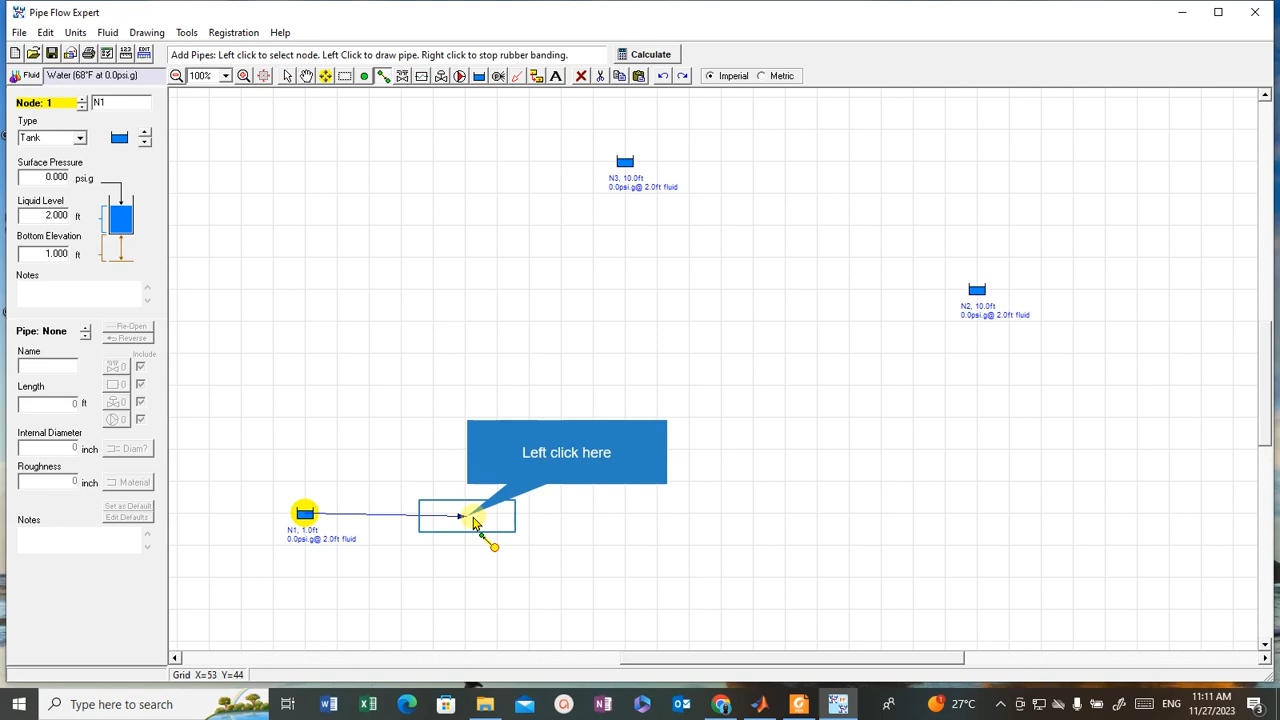 Pipe Flow Expert
File Edit Units Fluid Drawing Tools Registration Help
Add Pipes: Left click to select node. Left Click to draw pipe. Right click to stop rubber banding.
Calculate
Fluid Water (68°F at 0.0psi.g)
100%
Imperial Metric
Node: 1 N1
Type
Tank
Surface Pressure
0.000 psi.g
Liquid Level
2.000 ft
Bottom Elevation
1.000 ft
Notes
Pipe: None
Re-Open
Reverse
Name
Include
0
Length
0
0 ft
0
0
Internal Diameter
0 inch
Diam?
Roughness
0 inch
Material
Set as Default
Edit Defaults
Notes
N3, 10.0ft
0.0psi.g@ 2.0ft fluid
N2, 10.0ft
0.0psi.g@ 2.0ft fluid
Left click here
N1, 1.0ft
0.0psi.g@ 2.0ft fluid
Grid X=53 Y=44
Type here to search
27°C
11:11 AM
11/27/2023